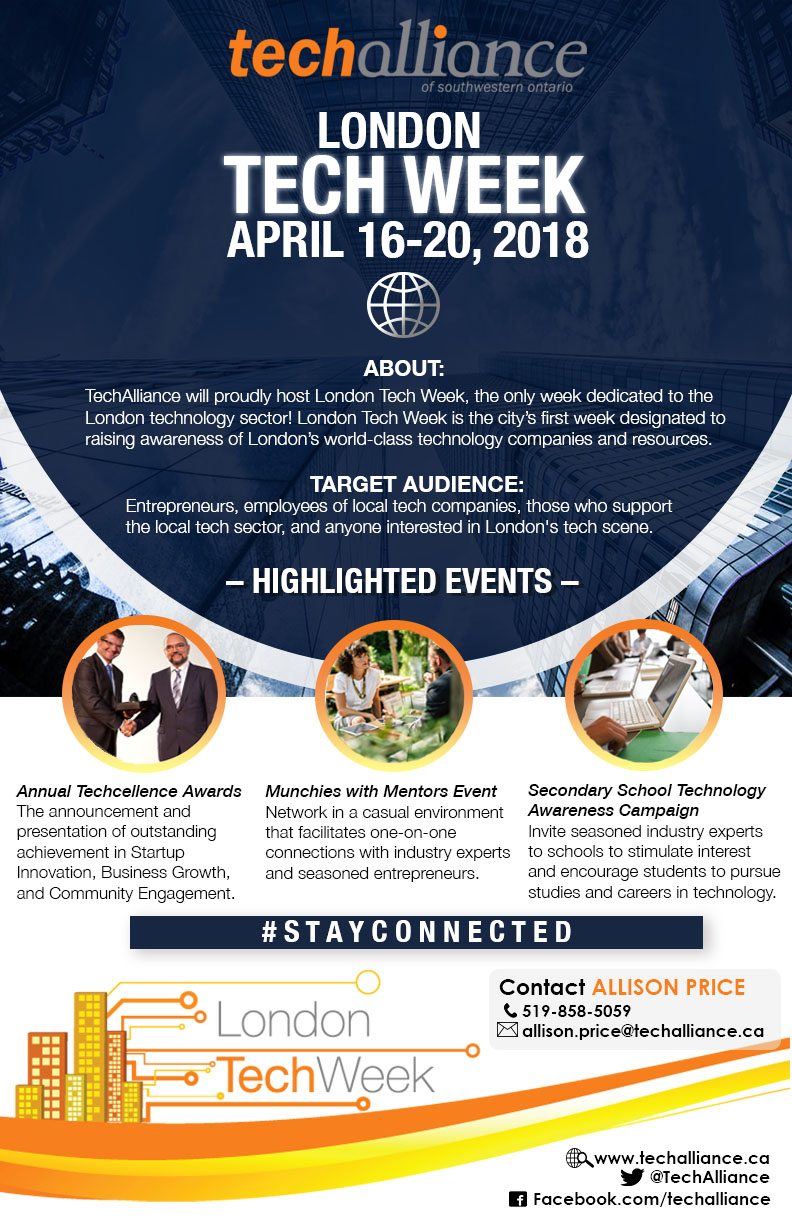 techalliance
of southwestern ontario
LONDON
TECH WEEK
APRIL 16-20, 2018
ABOUT:
TechAlliance will proudly host London Tech Week, the only week dedicated to the
London technology sector! London Tech Week is the city's first week designated to
raising awareness of London's world-class technology companies and resources.
TARGET AUDIENCE:
Entrepreneurs, employees of local tech companies, those who support
the local tech sector, and anyone interested in London's tech scene.
– HIGHLIGHTED EVENTS –
Annual Techcellence Awards
The announcement and
presentation of outstanding
achievement in Startup
Innovation, Business Growth,
and Community Engagement.
Munchies with Mentors Event
Network in a casual environment
that facilitates one-on-one
connections with industry experts
and seasoned entrepreneurs.
Secondary School Technology
Awareness Campaign
Invite seasoned industry experts
to schools to stimulate interest
and encourage students to pursue
studies and careers in technology.
#STAYCONNECTED
London
TechWeek
Contact ALLISON PRICE
519-858-5059
allison.price@techalliance.ca
www.techalliance.ca
@TechAlliance
Facebook.com/techalliance